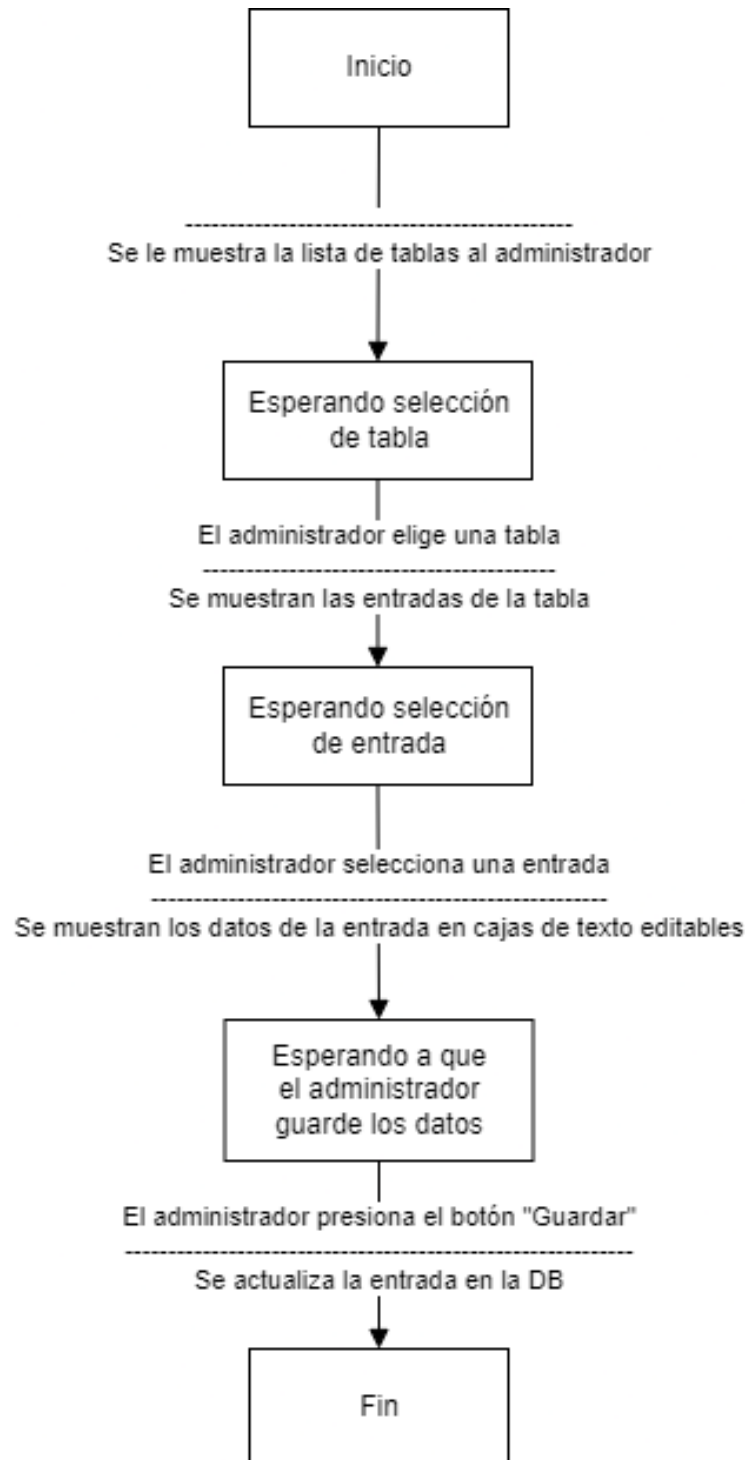 Inicio
---------------------------------------------
Se le muestra la lista de tablas al administrador
Esperando selección
de tabla
El administrador elige una tabla
-----------------------------------------
Se muestran las entradas de la tabla
Esperando selección
de entrada
El administrador selecciona una entrada
-----------------------------------------------------
Se muestran los datos de la entrada en cajas de texto editables
Esperando a que
el administrador
guarde los datos
El administrador presiona el botón "Guardar"
-----------------------------------------------------------
Se actualiza la entrada en la DB
Fin